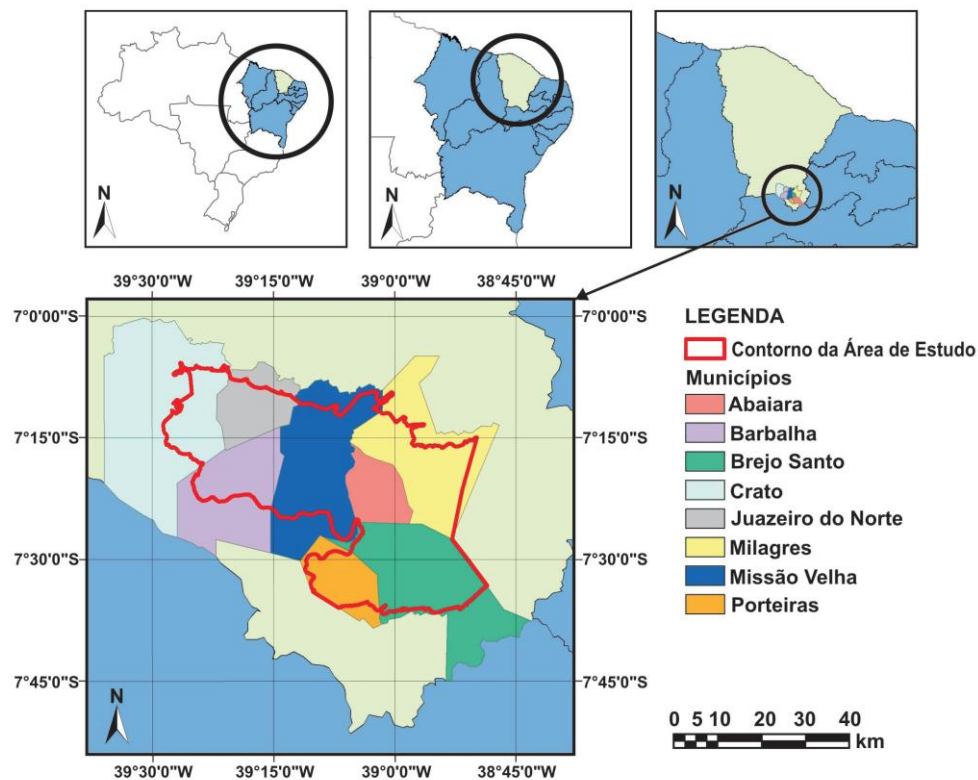 N
N
N
39°30'0"W 39°15'0"W 39°0'0"W 38°45'0"W
7°0'00"S 7°0'00"S
7°15'0"S 7°15'0"S
7°30'0"S 7°30'0"S
7°45'0"S 7°45'0"S
N
39°30'0"W 39°15'0"W 39°0'0"W 38°45'0"W
LEGENDA
Contorno da Área de Estudo
Municípios
Abaiara
Barbalha
Brejo Santo
Crato
Juazeiro do Norte
Milagres
Missão Velha
Porteiras
0 5 10 20 30 40
km